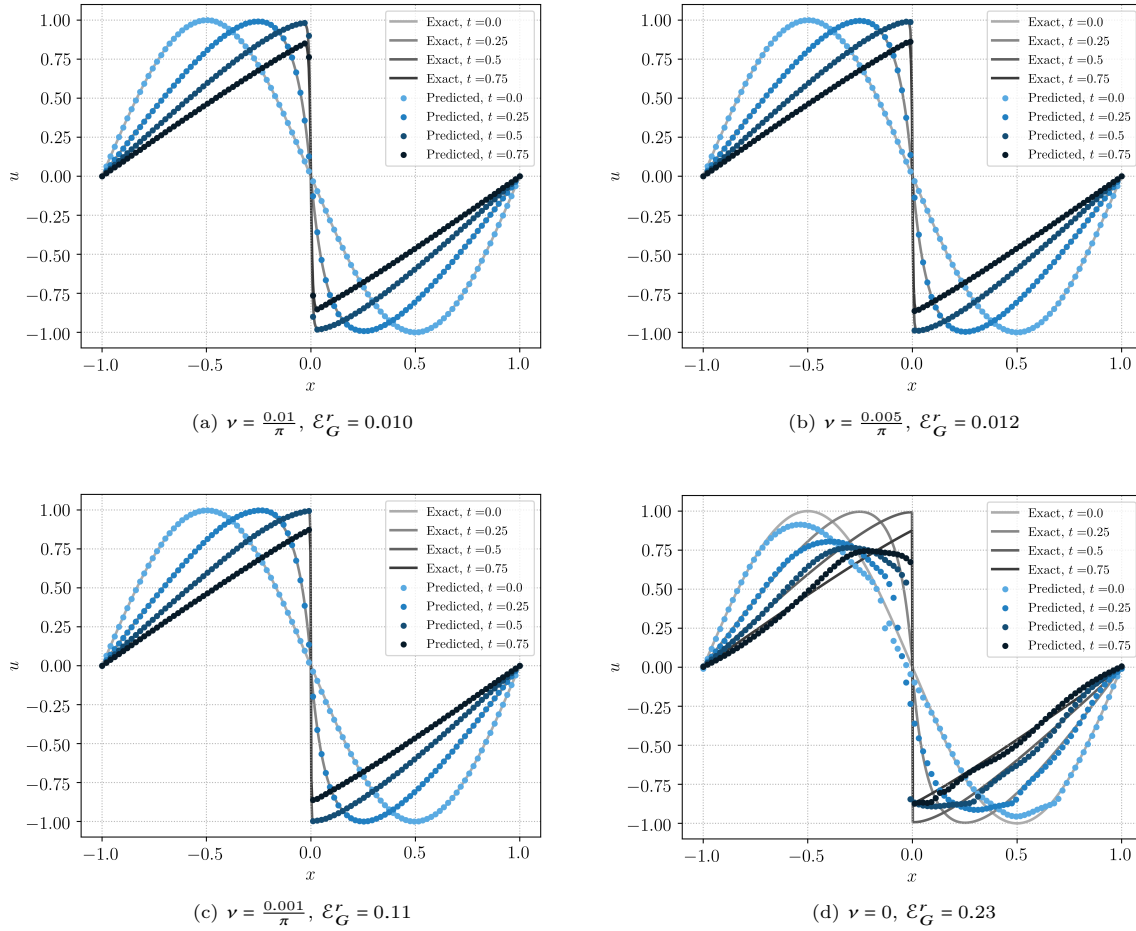 1.00
0.75
0.50
0.25
0.00
−0.25
−0.50
−0.75
−1.00
u
−1.0 −0.5 0.0 0.5 1.0
x
Exact, t =0.0
Exact, t =0.25
Exact, t =0.5
Exact, t =0.75
Predicted, t =0.0
Predicted, t =0.25
Predicted, t =0.5
Predicted, t =0.75
(a) ν = 0.01/π, ℰ_G^r = 0.010
1.00
0.75
0.50
0.25
0.00
−0.25
−0.50
−0.75
−1.00
u
−1.0 −0.5 0.0 0.5 1.0
x
Exact, t =0.0
Exact, t =0.25
Exact, t =0.5
Exact, t =0.75
Predicted, t =0.0
Predicted, t =0.25
Predicted, t =0.5
Predicted, t =0.75
(b) ν = 0.005/π, ℰ_G^r = 0.012
1.00
0.75
0.50
0.25
0.00
−0.25
−0.50
−0.75
−1.00
u
−1.0 −0.5 0.0 0.5 1.0
x
Exact, t =0.0
Exact, t =0.25
Exact, t =0.5
Exact, t =0.75
Predicted, t =0.0
Predicted, t =0.25
Predicted, t =0.5
Predicted, t =0.75
(c) ν = 0.001/π, ℰ_G^r = 0.11
1.00
0.75
0.50
0.25
0.00
−0.25
−0.50
−0.75
−1.00
u
−1.0 −0.5 0.0 0.5 1.0
x
Exact, t =0.0
Exact, t =0.25
Exact, t =0.5
Exact, t =0.75
Predicted, t =0.0
Predicted, t =0.25
Predicted, t =0.5
Predicted, t =0.75
(d) ν = 0, ℰ_G^r = 0.23